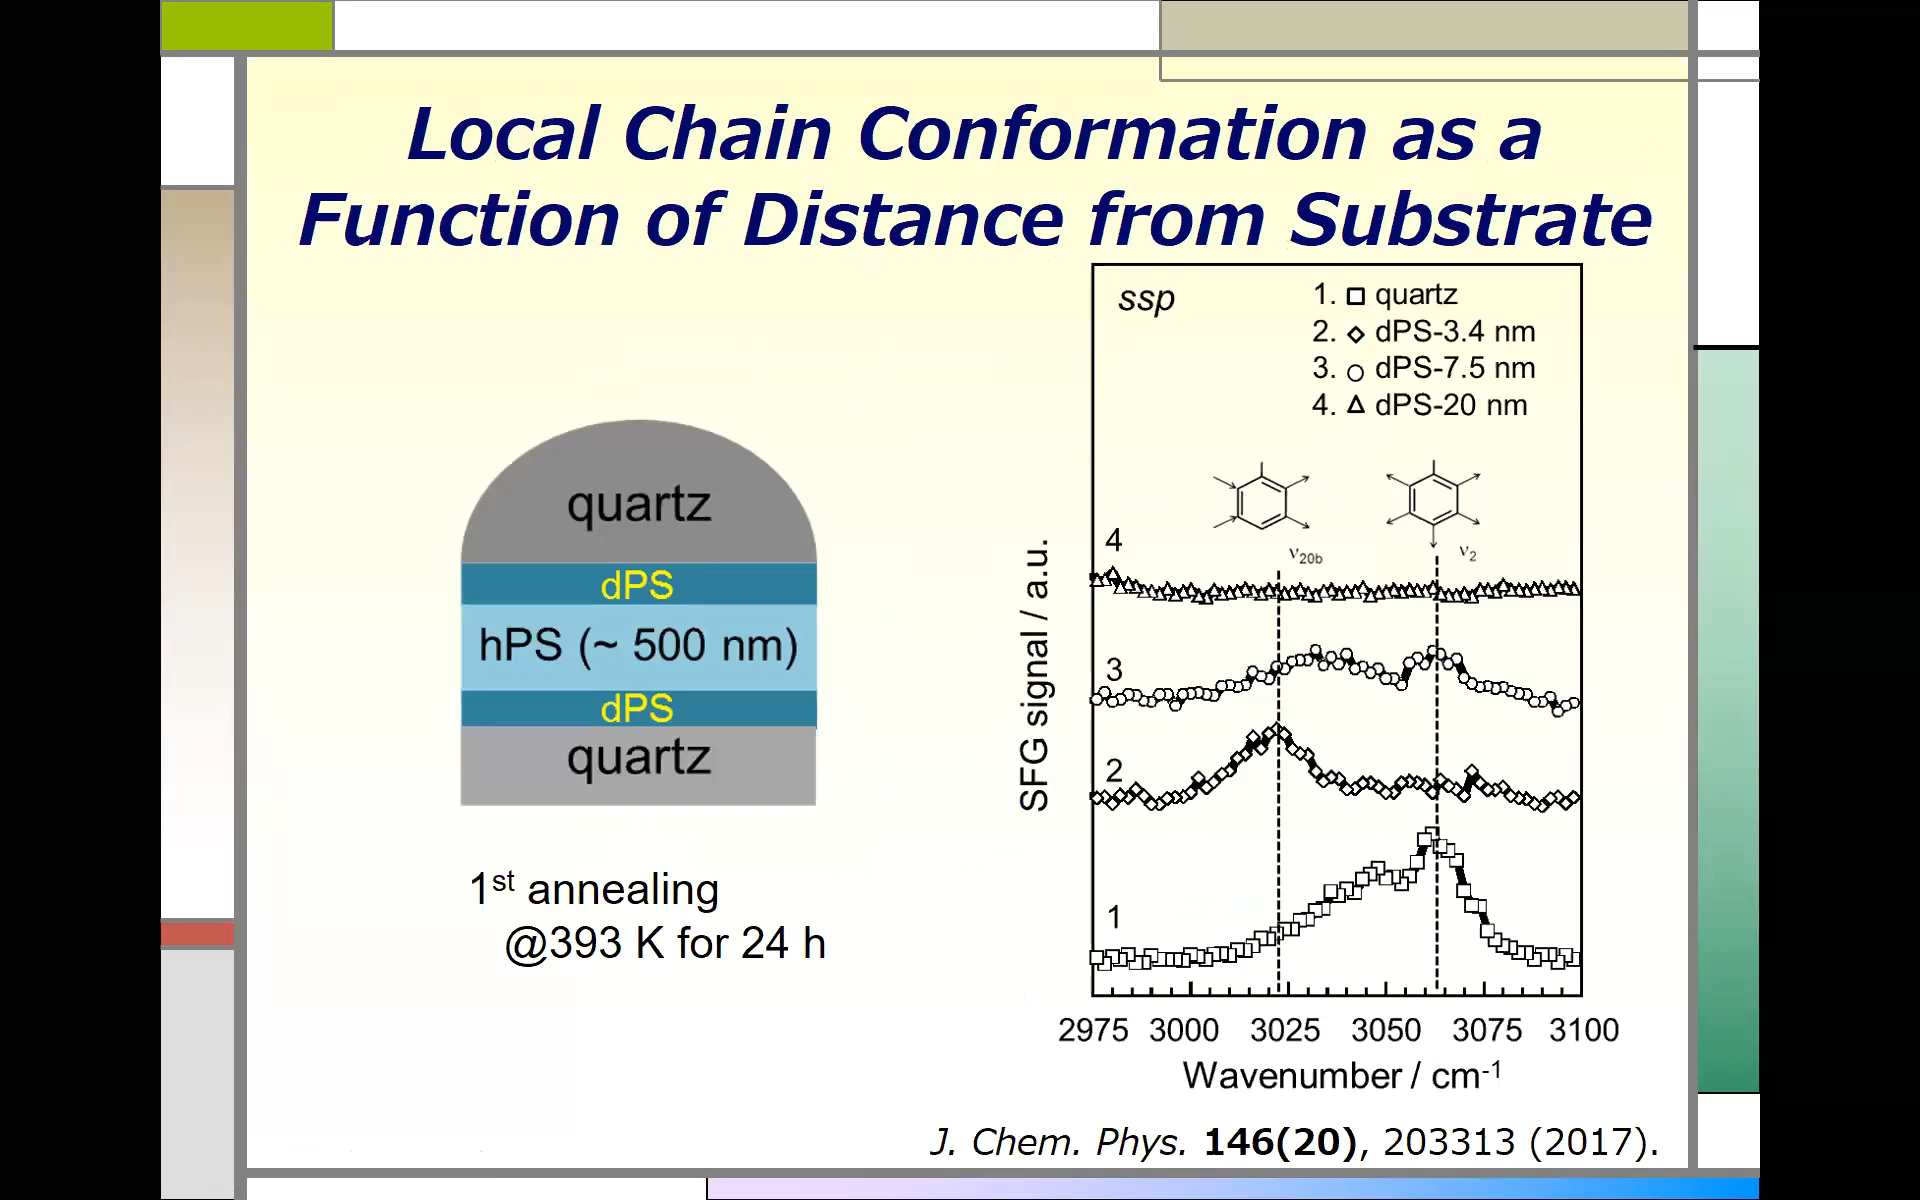 Local Chain Conformation as a
Function of Distance from Substrate
quartz
dPS
hPS (~ 500 nm)
dPS
quartz
1st annealing
@393 K for 24 h
ssp
1. □ quartz
2. ◇ dPS-3.4 nm
3. ○ dPS-7.5 nm
4. △ dPS-20 nm
ν20b
ν2
4
3
2
1
SFG signal / a.u.
2975 3000 3025 3050 3075 3100
Wavenumber / cm-1
J. Chem. Phys. 146(20), 203313 (2017).